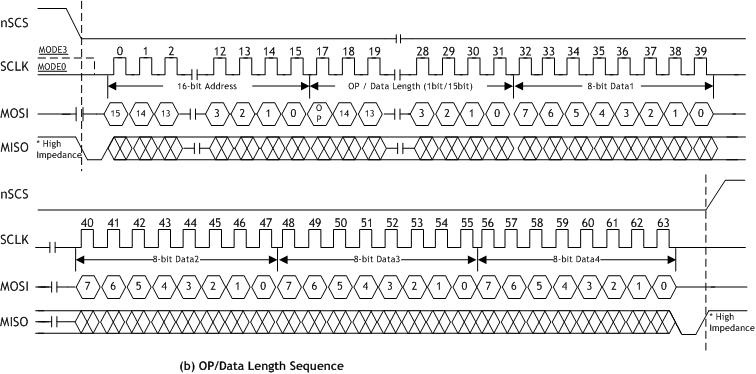 nSCS
MODE3
0 1 2 12 13 14 15 17 18 19 28 29 30 31 32 33 34 35 36 37 38 39
SCLK
MODE0
16-bit Address OP / Data Length (1bit/15bit) 8-bit Data1
MOSI 15 14 13 3 2 1 0 OP 14 13 3 2 1 0 7 6 5 4 3 2 1 0
MISO * High
Impedance
nSCS
40 41 42 43 44 45 46 47 48 49 50 51 52 53 54 55 56 57 58 59 60 61 62 63
SCLK
8-bit Data2 8-bit Data3 8-bit Data4
MOSI 7 6 5 4 3 2 1 0 7 6 5 4 3 2 1 0 7 6 5 4 3 2 1 0
MISO * High
Impedance
(b) OP/Data Length Sequence